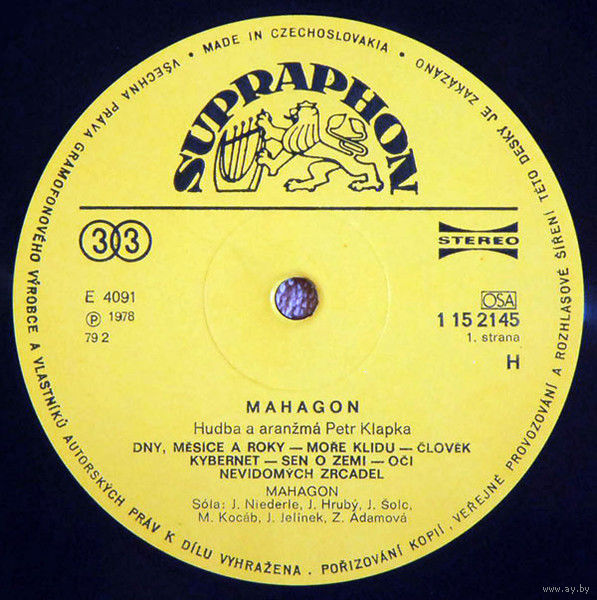 VŠECHNA PRÁVA GRAMOFONOVÉHO VÝROBCE A VLASTNÍKŮ AUTORSKÝCH PRÁV K DÍLU VYHRAŽENA . POŘIZOVÁNÍ KOPIÍ , VEŘEJNÉ PROVOZOVÁNÍ A ROZHLASOVÉ ŠÍŘENÍ TÉTO DESKY JE ZAKÁZÁNO
• MADE IN CZECHOSLOVAKIA •
SUPRAPHON
33
STEREO
E 4091
OSA
Ⓟ 1978
1 15 2145
79 2
1. strana
H
MAHAGON
Hudba a aranžmá Petr Klapka
DNY, MĚSICE A ROKY — MOŘE KLIDU — ČLOVĚK
KYBERNET — SEN O ZEMI — OČI
NEVIDOMÝCH ZRCADEL
MAHAGON
Sóla: J. Niederle, J. Hrubý, J. Šolc,
M. Kocáb, J. Jelínek, Z. Adamová
www.ay.by